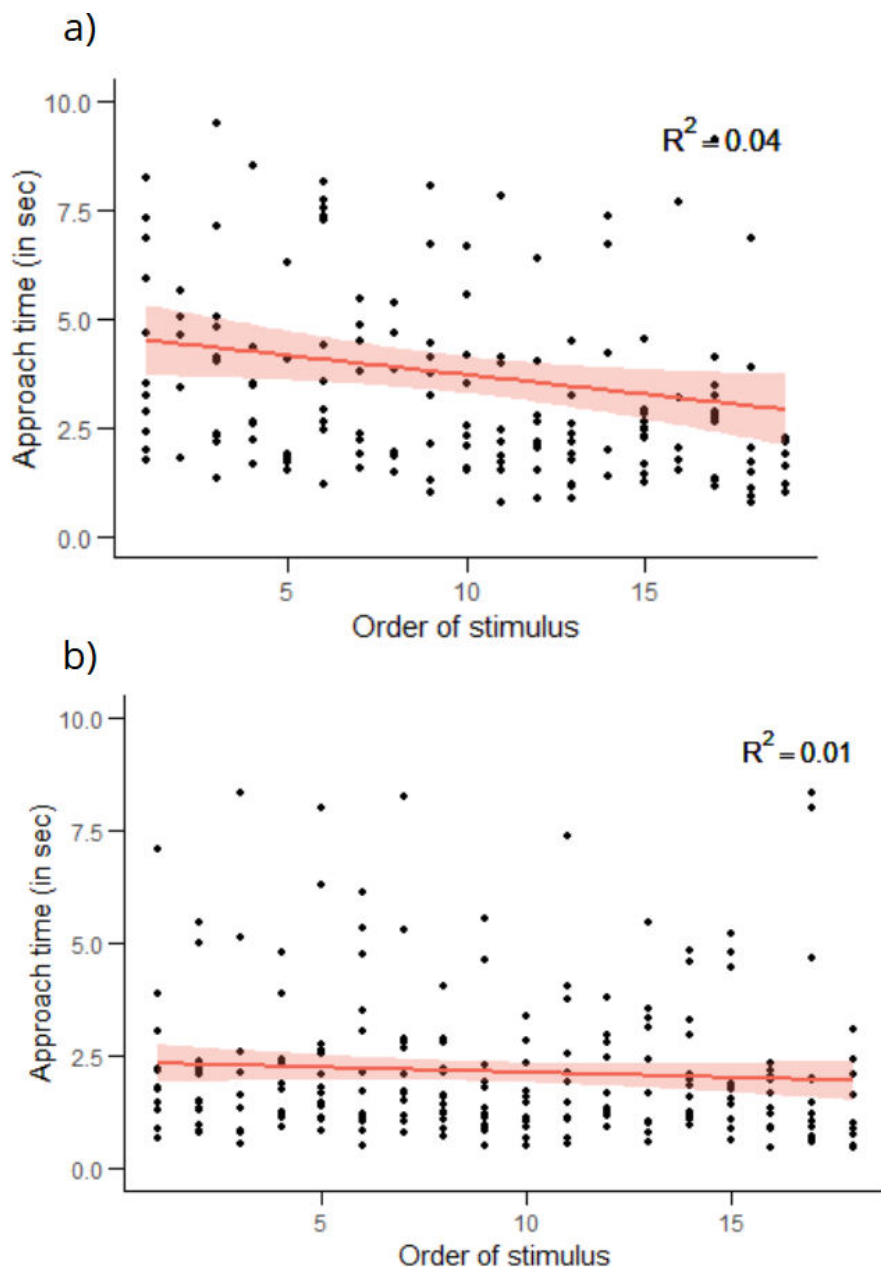 a)
10.0
R² = 0.04
7.5
5.0
2.5
0.0
Approach time (in sec)
5
10
15
Order of stimulus
b)
10.0
R² = 0.01
7.5
5.0
2.5
0.0
Approach time (in sec)
5
10
15
Order of stimulus